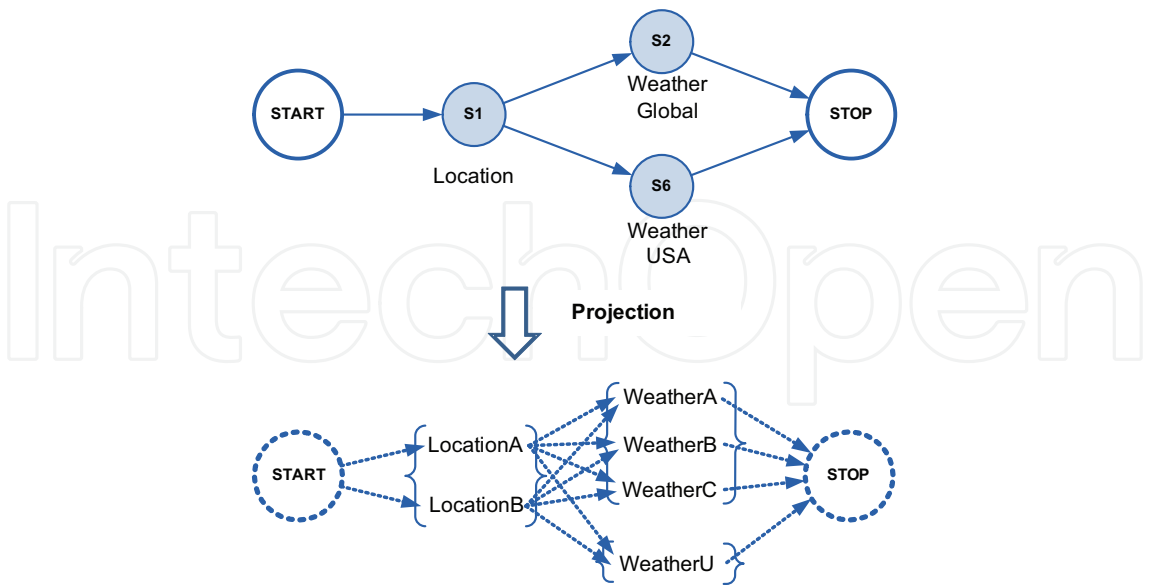 S2
Weather
Global
START
S1
STOP
Location
S6
Weather
USA
IntechOpen
Projection
WeatherA
LocationA
WeatherB
START
STOP
WeatherC
LocationB
WeatherU